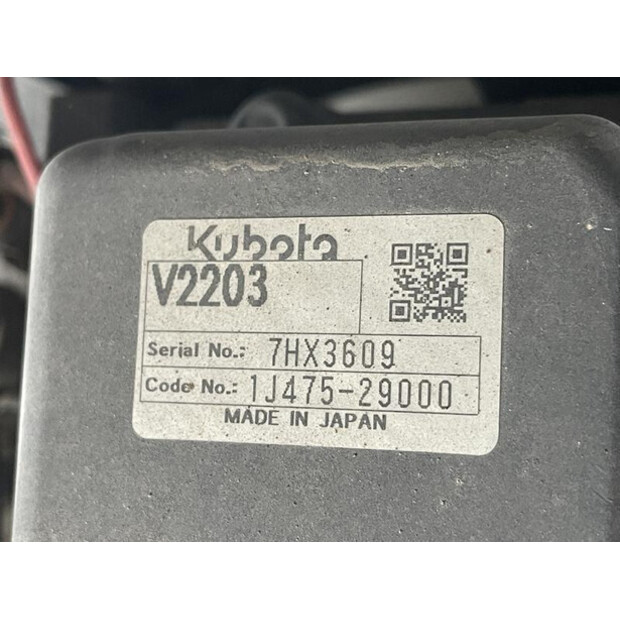 Kubota
V2203
Serial No.: 7HX3609
Code No.: 1J475-29000
MADE IN JAPAN